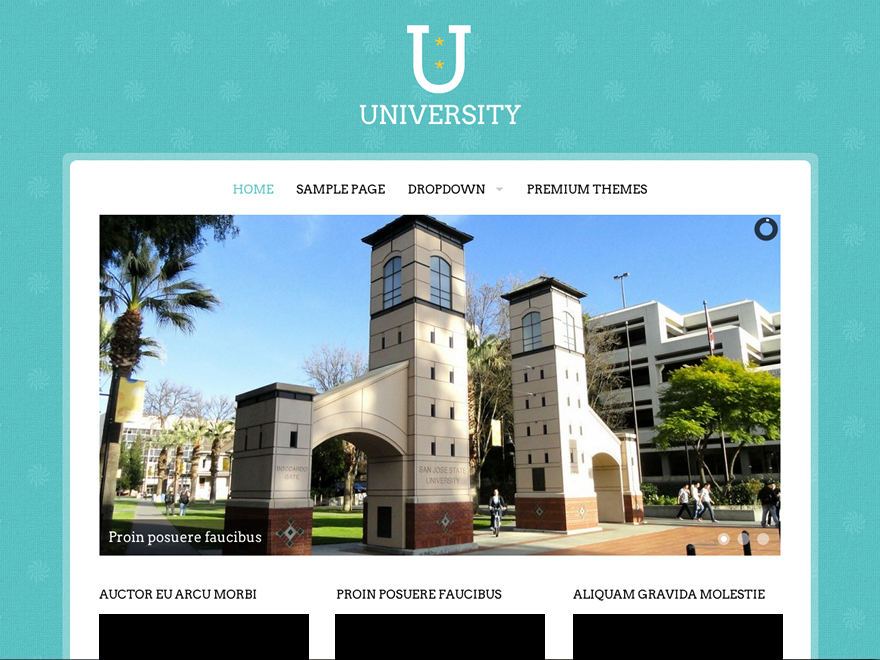 U
UNIVERSITY
HOME SAMPLE PAGE DROPDOWN PREMIUM THEMES
BOCCARDO
GATE
SAN JOSE STATE
UNIVERSITY
Proin posuere faucibus
AUCTOR EU ARCU MORBI PROIN POSUERE FAUCIBUS ALIQUAM GRAVIDA MOLESTIE